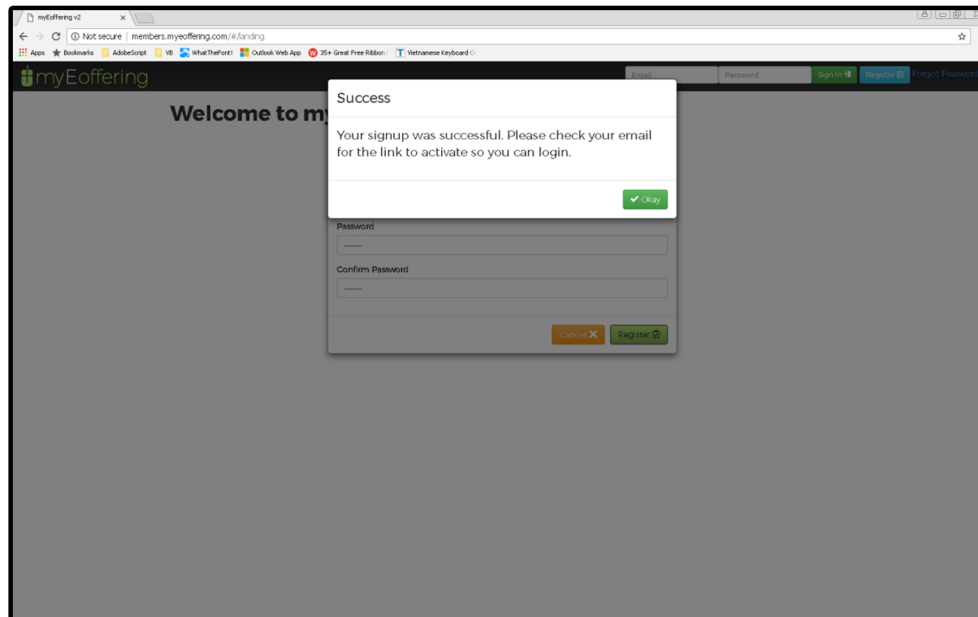 myEoffering v2
Not secure | members.myeoffering.com/#/landing
Apps Bookmarks AdobeScript VB WhatTheFont! Outlook Web App 35+ Great Free Ribbon Vietnamese Keyboard
myEoffering Email Password Sign In Register Forgot Password
Welcome to my
Success
Your signup was successful. Please check your email
for the link to activate so you can login.
Okay
Password
Confirm Password
Cancel Register